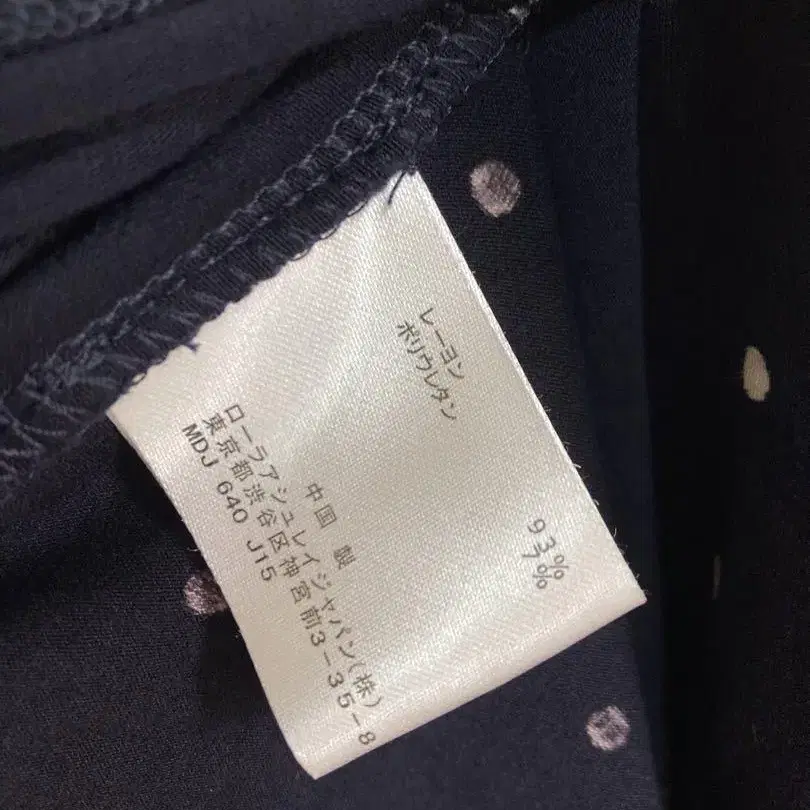 レーヨン 93%
ポリウレタン 7%
中国製
ローラアシュレイジャパン(株)
東京都渋谷区神宮前3-35-8
MDJ 640 J15